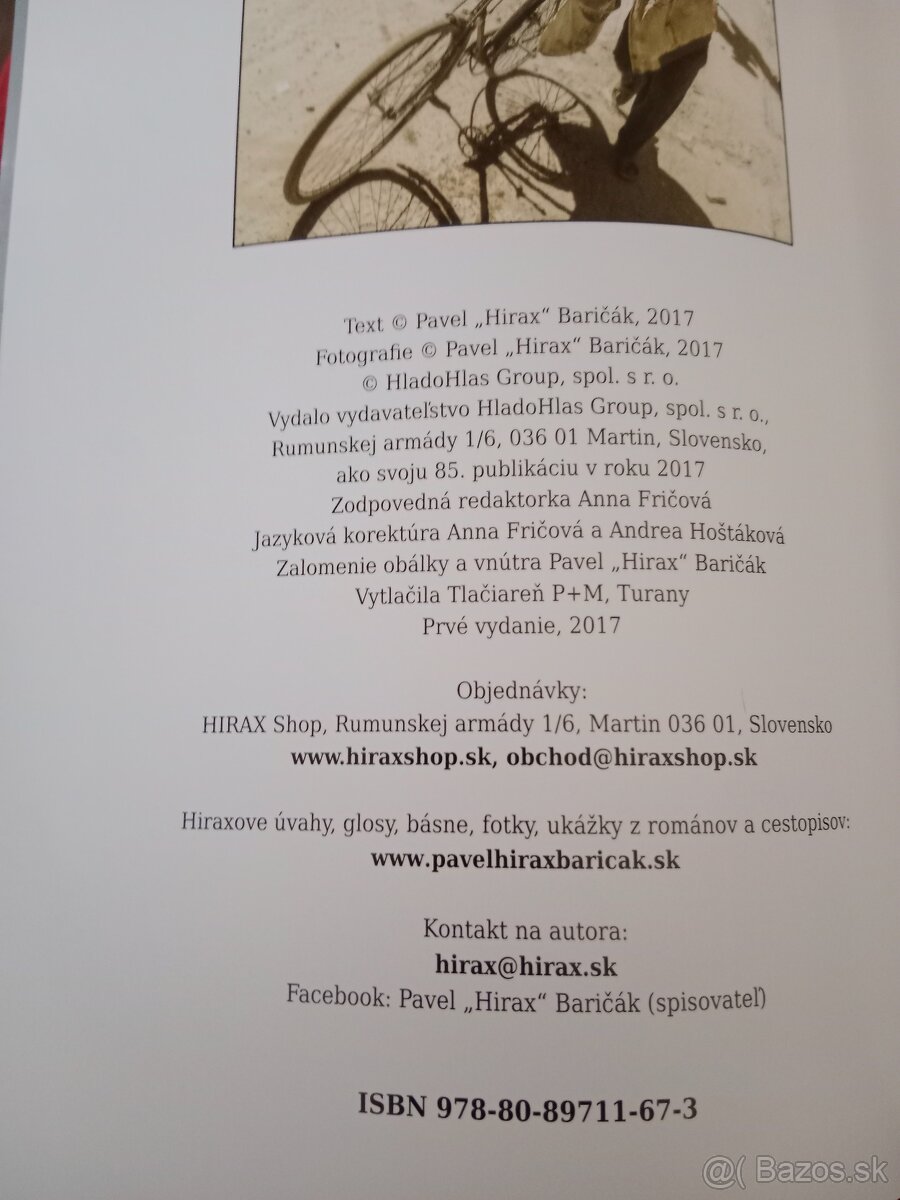 Text © Pavel „Hirax“ Baričák, 2017
Fotografie © Pavel „Hirax“ Baričák, 2017
© HladoHlas Group, spol. s r. o.
Vydalo vydavateľstvo HladoHlas Group, spol. s r. o.,
Rumunskej armády 1/6, 036 01 Martin, Slovensko,
ako svoju 85. publikáciu v roku 2017
Zodpovedná redaktorka Anna Fričová
Jazyková korektúra Anna Fričová a Andrea Hoštáková
Zalomenie obálky a vnútra Pavel „Hirax“ Baričák
Vytlačila Tlačiareň P+M, Turany
Prvé vydanie, 2017
Objednávky:
HIRAX Shop, Rumunskej armády 1/6, Martin 036 01, Slovensko
www.hiraxshop.sk, obchod@hiraxshop.sk
Hiraxove úvahy, glosy, básne, fotky, ukážky z románov a cestopisov:
www.pavelhiraxbaricak.sk
Kontakt na autora:
hirax@hirax.sk
Facebook: Pavel „Hirax“ Baričák (spisovateľ)
ISBN 978-80-89711-67-3
@( Bazos.sk